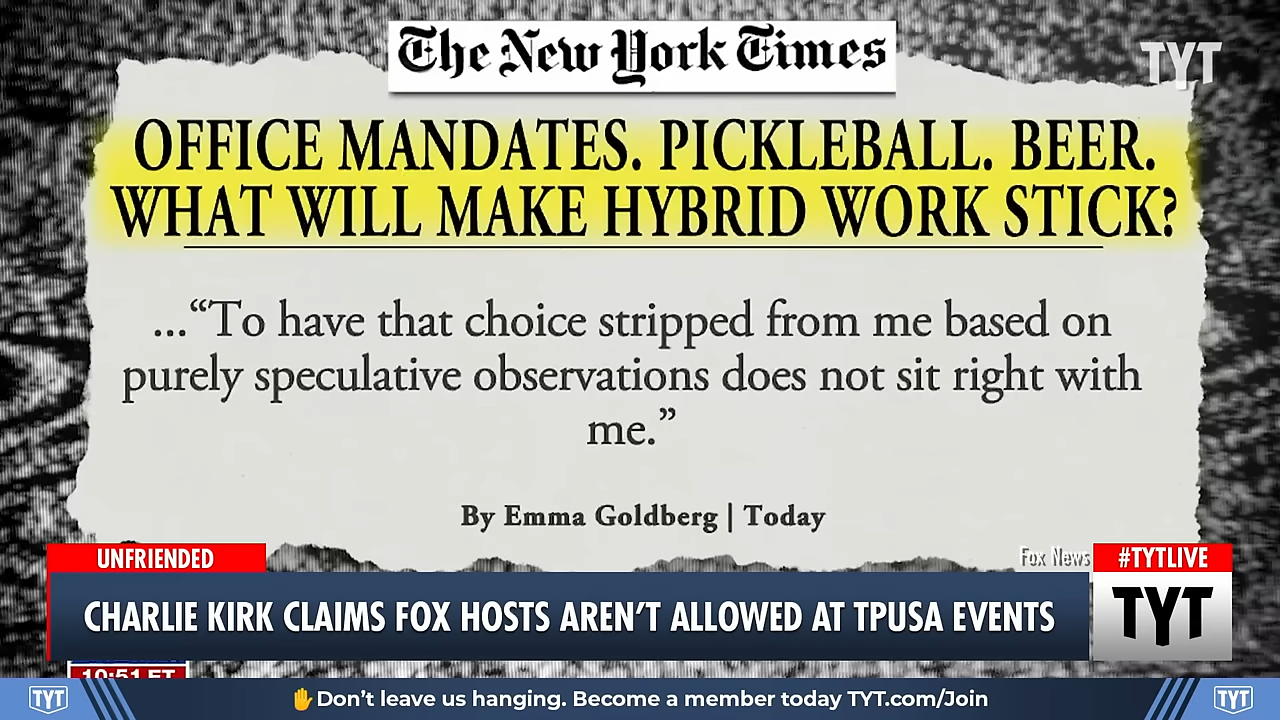 The New York Times
TYT
OFFICE MANDATES. PICKLEBALL. BEER.
WHAT WILL MAKE HYBRID WORK STICK?
...“To have that choice stripped from me based on
purely speculative observations does not sit right with
me.”
By Emma Goldberg | Today
UNFRIENDED
Fox News
#TYTLIVE
CHARLIE KIRK CLAIMS FOX HOSTS AREN’T ALLOWED AT TPUSA EVENTS
TYT
10:51 ET
TYT
✋Don’t leave us hanging. Become a member today TYT.com/Join
TYT